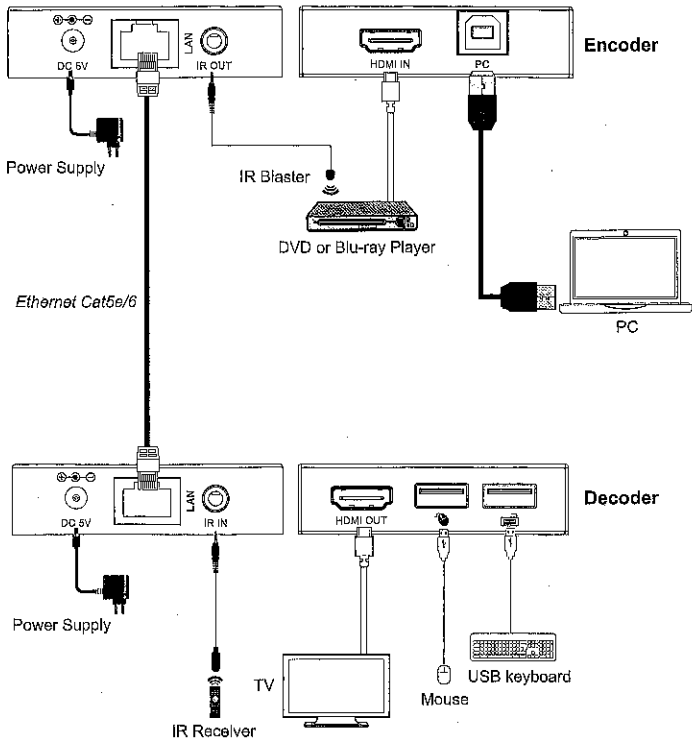 LAN
DC 5V
IR OUT
HDMI IN
PC
Encoder
Power Supply
IR Blaster
DVD or Blu-ray Player
Ethernet Cat5e/6
PC
LAN
DC 5V
IR IN
HDMI OUT
Decoder
Power Supply
TV
Mouse
USB keyboard
IR Receiver